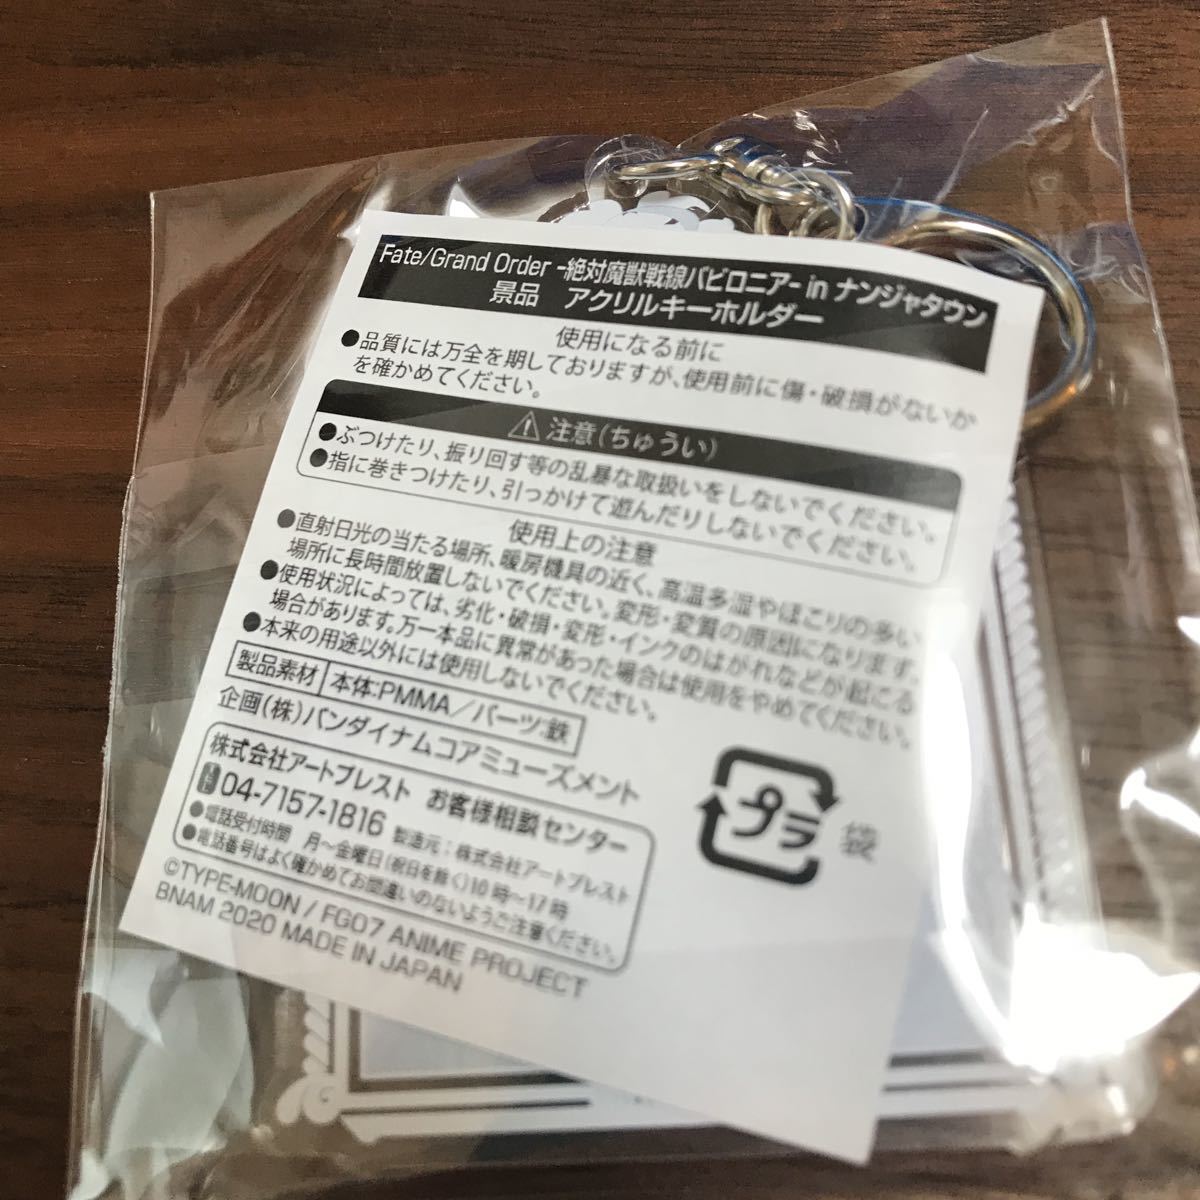 Fate/Grand Order -絶対魔獣戦線バビロニア- in ナンジャタウン
景品　アクリルキーホルダー
使用になる前に
●品質には万全を期しておりますが、使用前に傷・破損がないか
を確かめてください。
⚠ 注意(ちゅうい)
●ぶつけたり、振り回す等の乱暴な取扱いをしないでください。
●指に巻きつけたり、引っかけて遊んだりしないでください。
使用上の注意
●直射日光の当たる場所、暖房機具の近く、高温多湿やほこりの多い
場所に長時間放置しないでください。変形・変質の原因になります。
●使用状況によっては、劣化・破損・変形・インクのはがれなどが起こる
場合があります。万一本品に異常があった場合は使用をやめてください。
●本来の用途以外には使用しないでください。
製品素材 本体:PMMA／パーツ:鉄
企画(株)バンダイナムコアミューズメント
株式会社アートプレスト　お客様相談センター
04-7157-1816 製造元：株式会社アートプレスト
●電話受付時間　月～金曜日(祝日を除く)10時～17時
●電話番号はよく確かめてお間違いのないようご注意ください。
プラ 袋
©TYPE-MOON / FGO7 ANIME PROJECT
BNAM 2020 MADE IN JAPAN